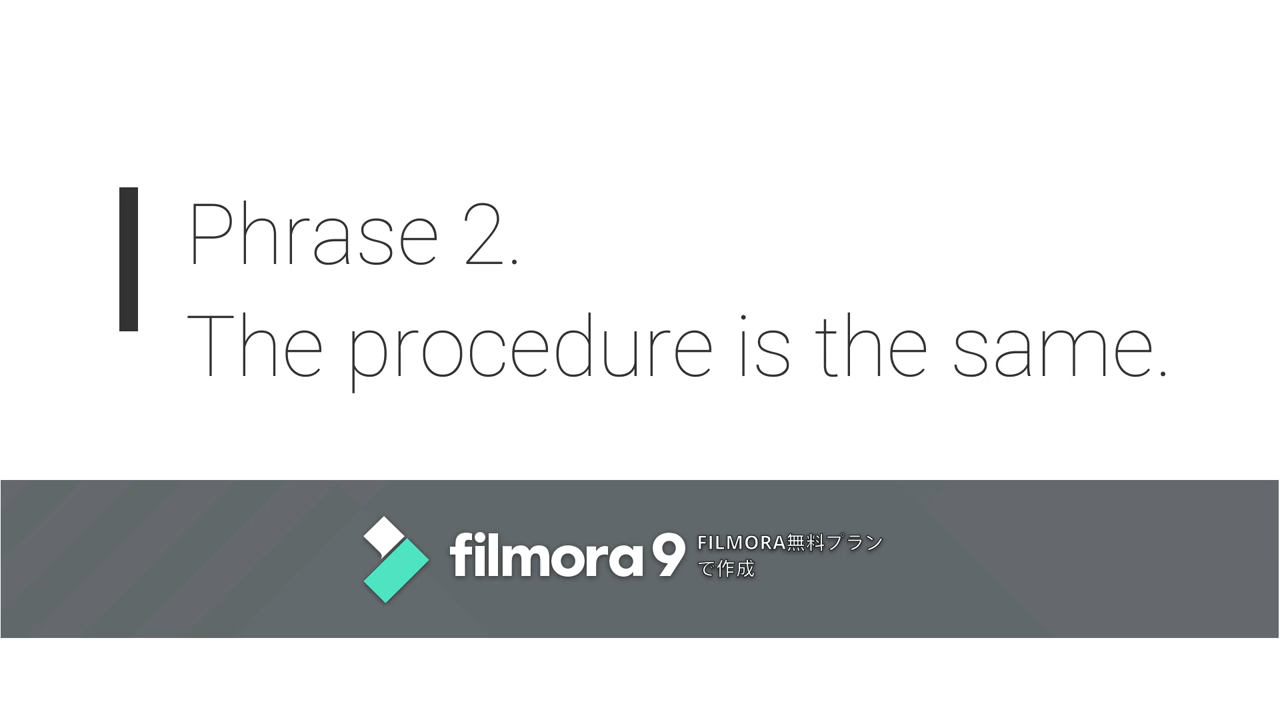 Phrase 2.
The procedure is the same.
filmora 9
FILMORA無料プラン
で作成